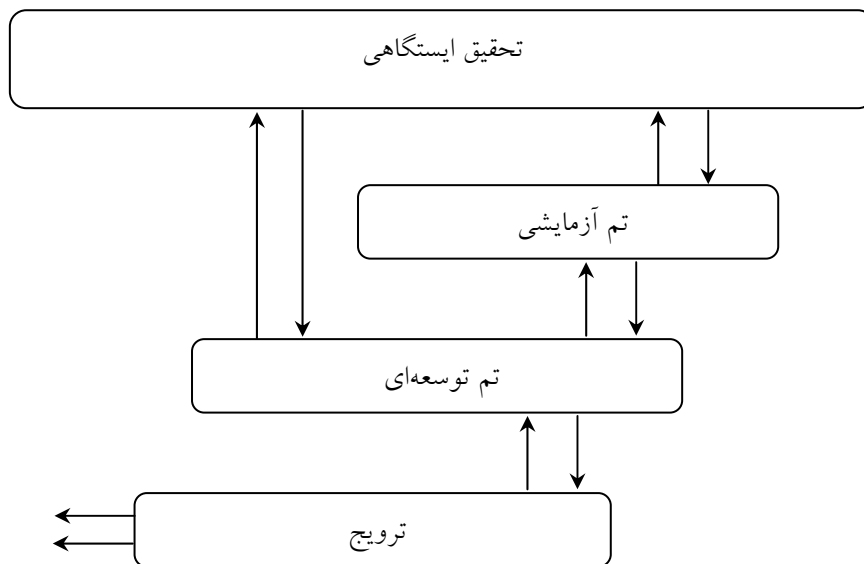 تحقیق ایستگاهی
تم آزمایشی
تم توسعه‌ای
ترویج